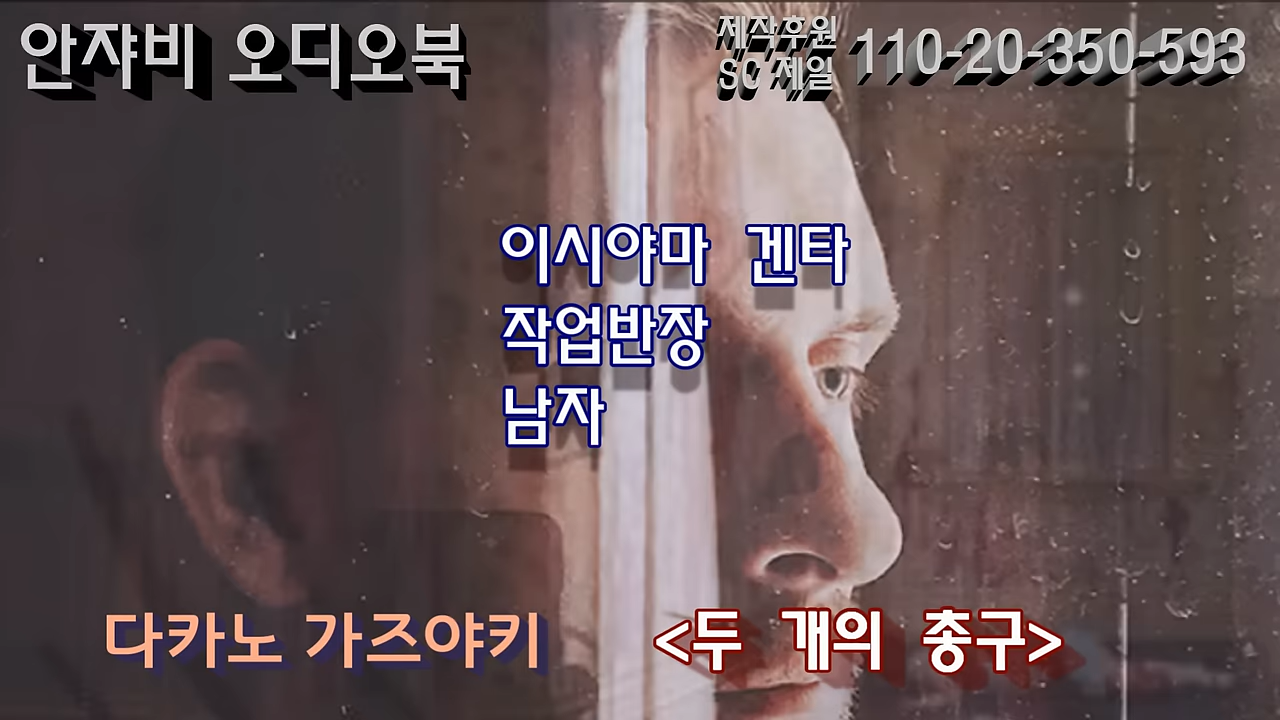 안쟈비 오디오북
제작후원
SC 제일
110-20-350-593
이시야마 겐타
작업반장
남자
다카노 가즈야키
<두 개의 총구>